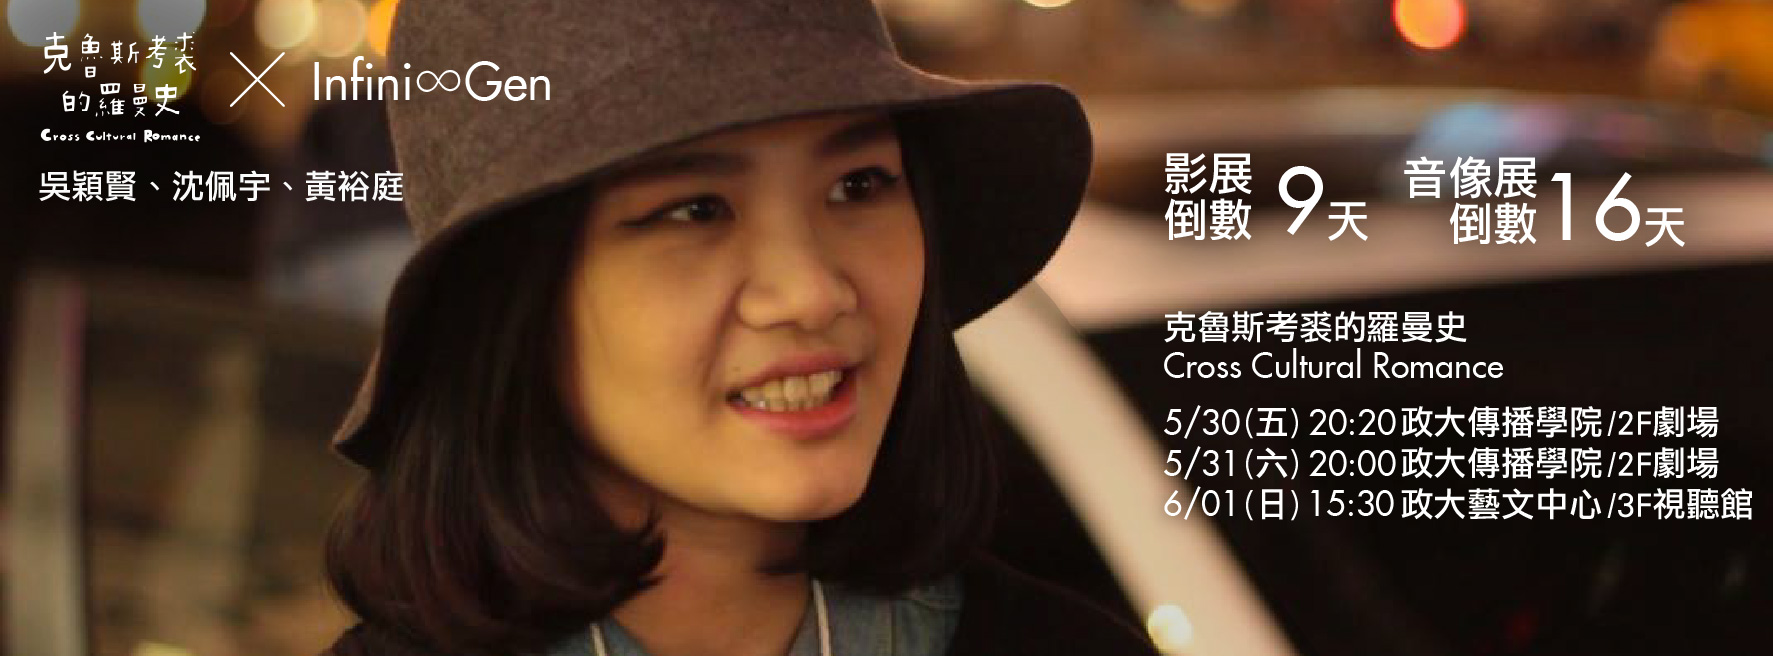 克魯斯考裘
的羅曼史
Cross Cultural Romance
× Infini∞Gen
吳穎賢、沈佩宇、黃裕庭
影展倒數 9天
音像展倒數 16天
克魯斯考裘的羅曼史
Cross Cultural Romance
5/30(五) 20:20政大傳播學院/2F劇場
5/31(六) 20:00政大傳播學院/2F劇場
6/01(日) 15:30政大藝文中心/3F視聽館